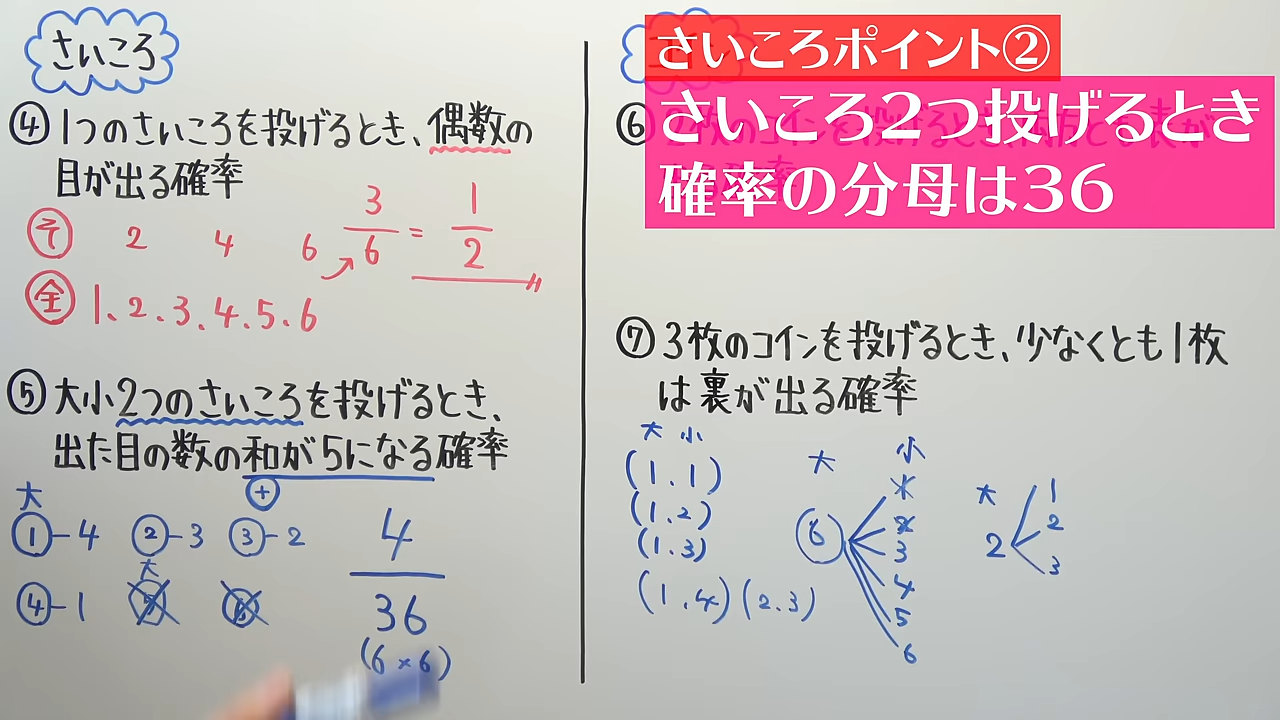 さいころ
④1つのさいころを投げるとき、偶数の
目が出る確率
そ 2 4 6 3/6 = 1/2
全 1、2、3、4、5、6
⑤大小2つのさいころを投げるとき、
出た目の数の和が5になる確率
+
大
①-4 ②-3 ③-2
大
④-1
4/36
(6×6)
さいころポイント②
さいころ2つ投げるとき
確率の分母は36
⑥
⑦3枚のコインを投げるとき、少なくとも1枚
は裏が出る確率
大 小
(1.1)
(1.2)
(1.3)
(1.4)(2.3)
大 小
6
3
4
5
6
大
2
1
2
3